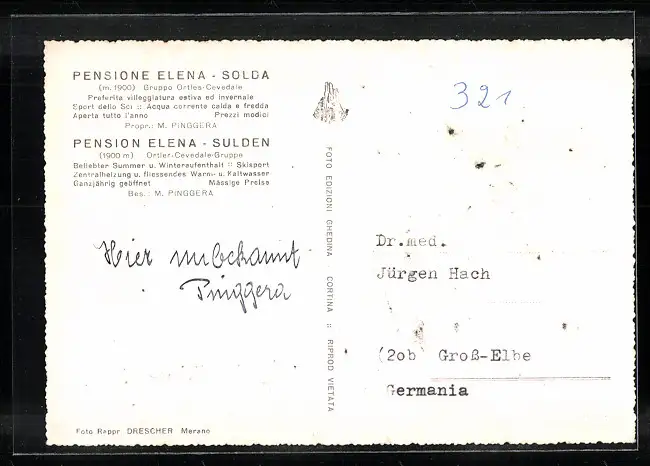 PENSIONE ELENA - SOLDA
(m. 1900) Gruppo Ortles-Cevedale
Preferita villeggiatura estiva ed invernale
Sport dello Sci :: Acqua corrente calda e fredda
Aperta tutto l'anno Prezzi modici
Propr.: M. PINGGERA
PENSION ELENA - SULDEN
(1900 m) Ortler-Cevedale-Gruppe
Beliebter Summer u. Winteraufenthalt :: Skisport
Zentralheizung u. fliessendes Warm- u. Kaltwasser
Ganzjährig geöffnet Mässige Preise
Bes.: M. PINGGERA
Hier unbekannt
Pinggera
Foto Rappr. DRESCHER Merano
FOTO EDIZIONI GHEDINA CORTINA :: RIPROD VIETATA
321
Dr.med.
Jürgen Hach
(20b Groß-Elbe
Germania